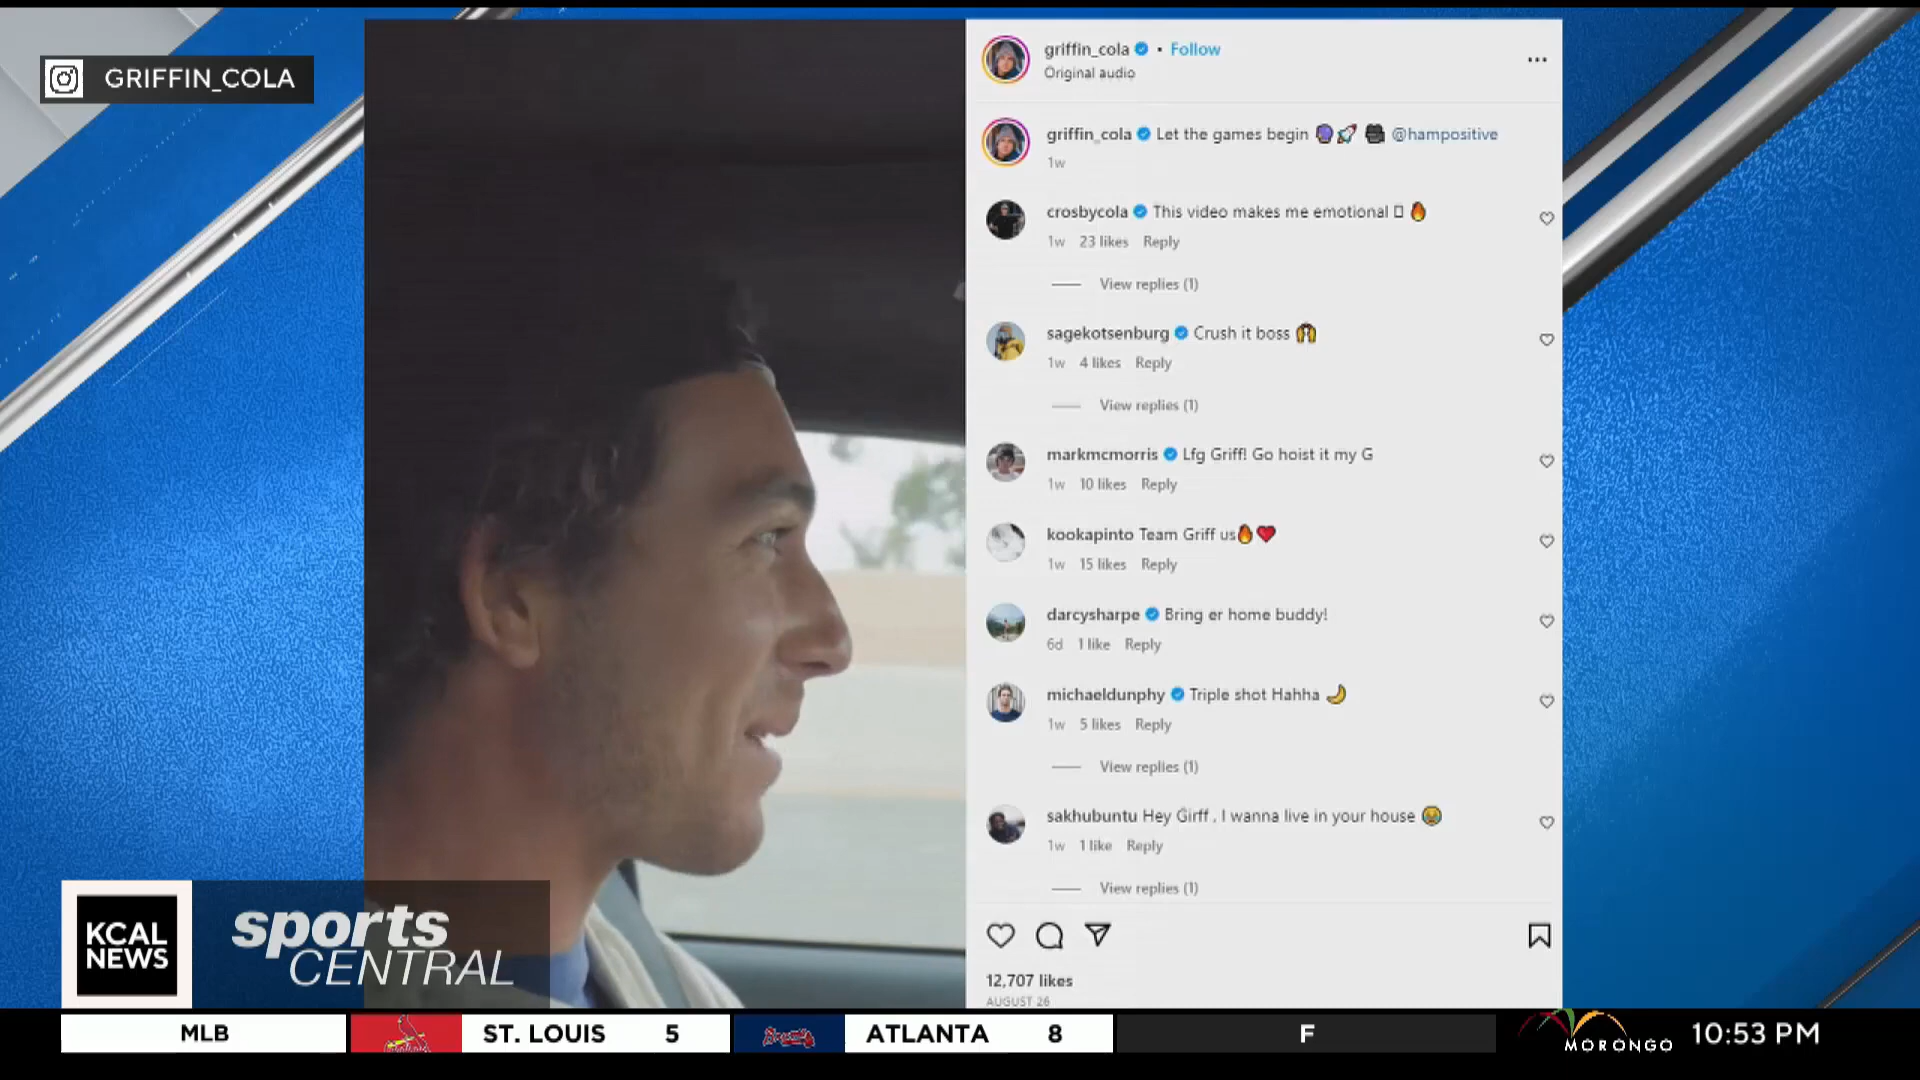 GRIFFIN_COLA
griffin_cola • Follow
Original audio
griffin_cola Let the games begin 🔮🚀 @hampositive
1w
crosbycola This video makes me emotional 🔥
1w 23 likes Reply
View replies (1)
sagekotsenburg Crush it boss 🙌
1w 4 likes Reply
View replies (1)
markmcmorris Lfg Griff! Go hoist it my G
1w 10 likes Reply
kookapinto Team Griff us🔥❤️
1w 15 likes Reply
darcysharpe Bring er home buddy!
6d 1 like Reply
michaeldunphy Triple shot Hahha 🤌
1w 5 likes Reply
View replies (1)
sakhubuntu Hey Girff , I wanna live in your house 😭
1w 1 like Reply
View replies (1)
12,707 likes
AUGUST 26
KCAL
NEWS
sports
CENTRAL
MLB ST. LOUIS 5 Braves ATLANTA 8 F MORONGO 10:53 PM